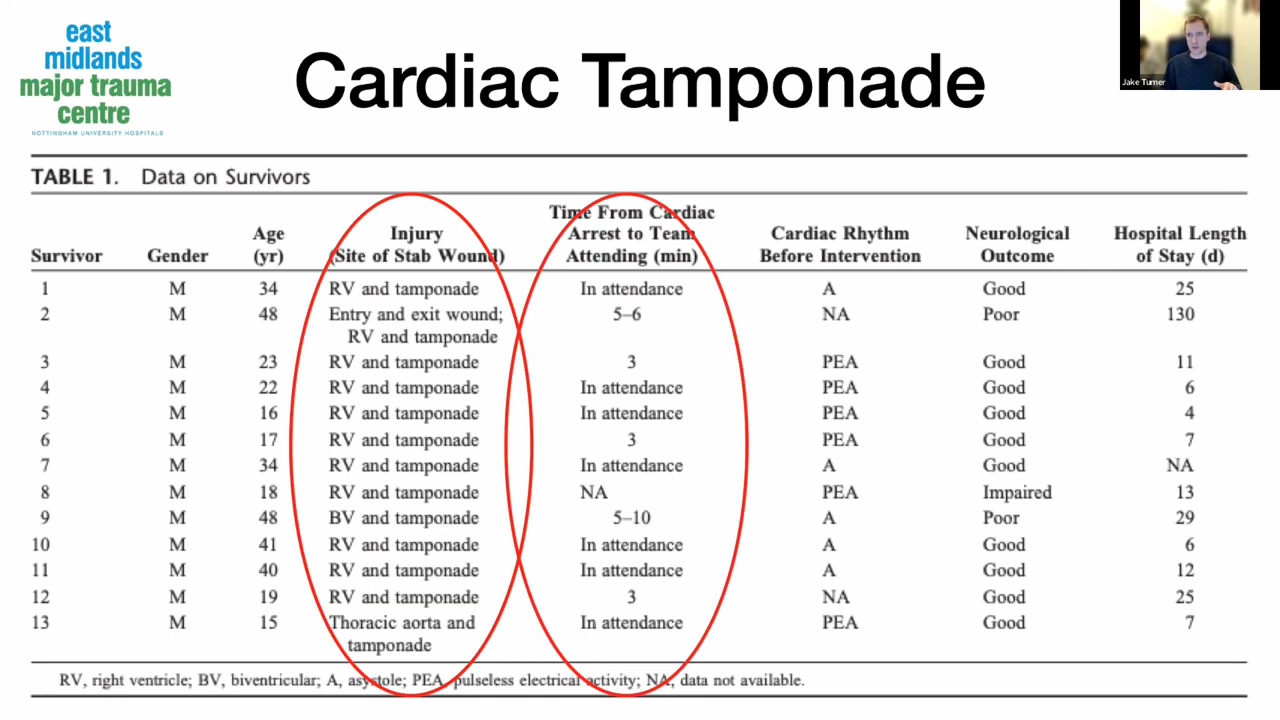 east
midlands
major trauma
centre
NOTTINGHAM UNIVERSITY HOSPITALS
Cardiac Tamponade
Jake Turner
TABLE 1. Data on Survivors
Survivor Gender Age (yr) Injury (Site of Stab Wound) Time From Cardiac Arrest to Team Attending (min) Cardiac Rhythm Before Intervention Neurological Outcome Hospital Length of Stay (d)
1 M 34 RV and tamponade In attendance A Good 25
2 M 48 Entry and exit wound; 5–6 NA Poor 130
RV and tamponade
3 M 23 RV and tamponade 3 PEA Good 11
4 M 22 RV and tamponade In attendance PEA Good 6
5 M 16 RV and tamponade In attendance PEA Good 4
6 M 17 RV and tamponade 3 PEA Good 7
7 M 34 RV and tamponade In attendance A Good NA
8 M 18 RV and tamponade NA PEA Impaired 13
9 M 48 BV and tamponade 5–10 A Poor 29
10 M 41 RV and tamponade In attendance A Good 6
11 M 40 RV and tamponade In attendance A Good 12
12 M 19 RV and tamponade 3 NA Good 25
13 M 15 Thoracic aorta and In attendance PEA Good 7
tamponade
RV, right ventricle; BV, biventricular; A, asystole; PEA, pulseless electrical activity; NA, data not available.